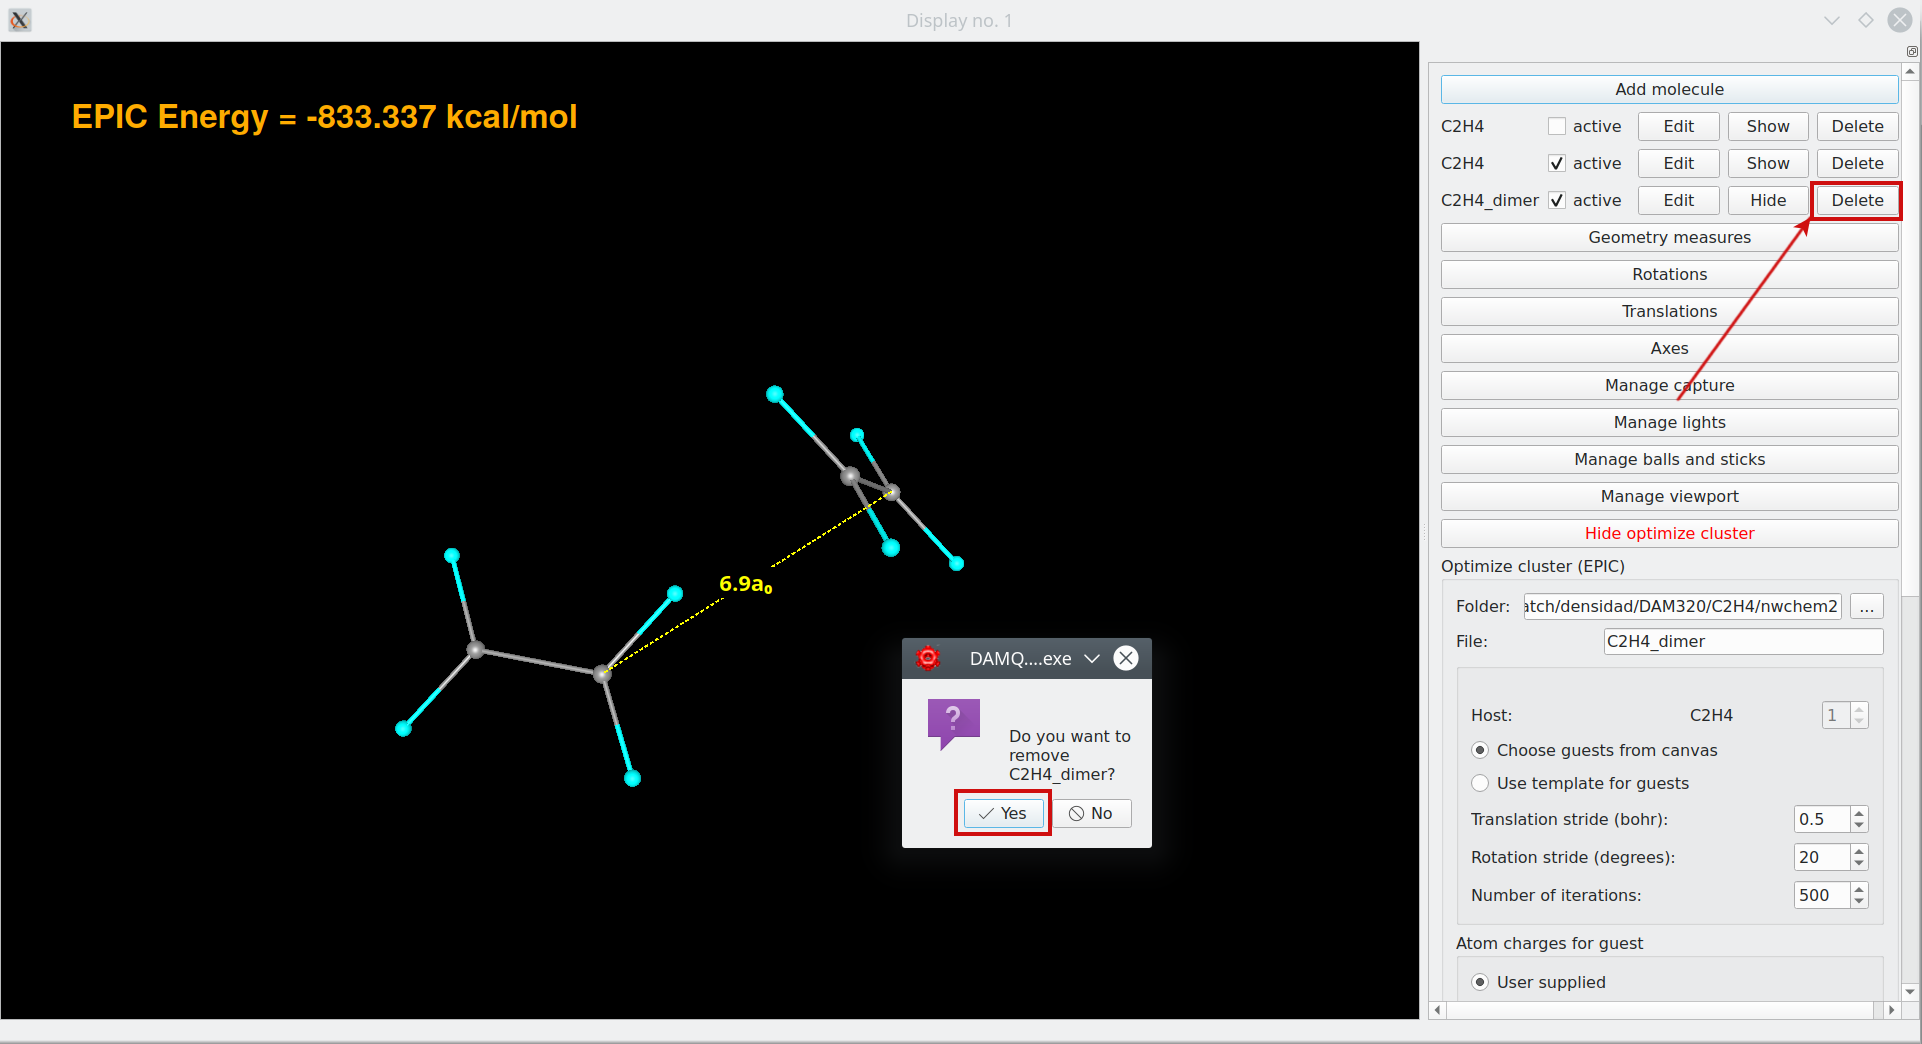 Display no. 1
EPIC Energy = -833.337 kcal/mol
6.9a₀
DAMQ....exe
?
Do you want to
remove
C2H4_dimer?
Yes No
Add molecule
C2H4 active Edit Show Delete
C2H4 active Edit Show Delete
C2H4_dimer active Edit Hide Delete
Geometry measures
Rotations
Translations
Axes
Manage capture
Manage lights
Manage balls and sticks
Manage viewport
Hide optimize cluster
Optimize cluster (EPIC)
Folder: atch/densidad/DAM320/C2H4/nwchem2 ...
File: C2H4_dimer
Host: C2H4 1
Choose guests from canvas
Use template for guests
Translation stride (bohr): 0.5
Rotation stride (degrees): 20
Number of iterations: 500
Atom charges for guest
User supplied